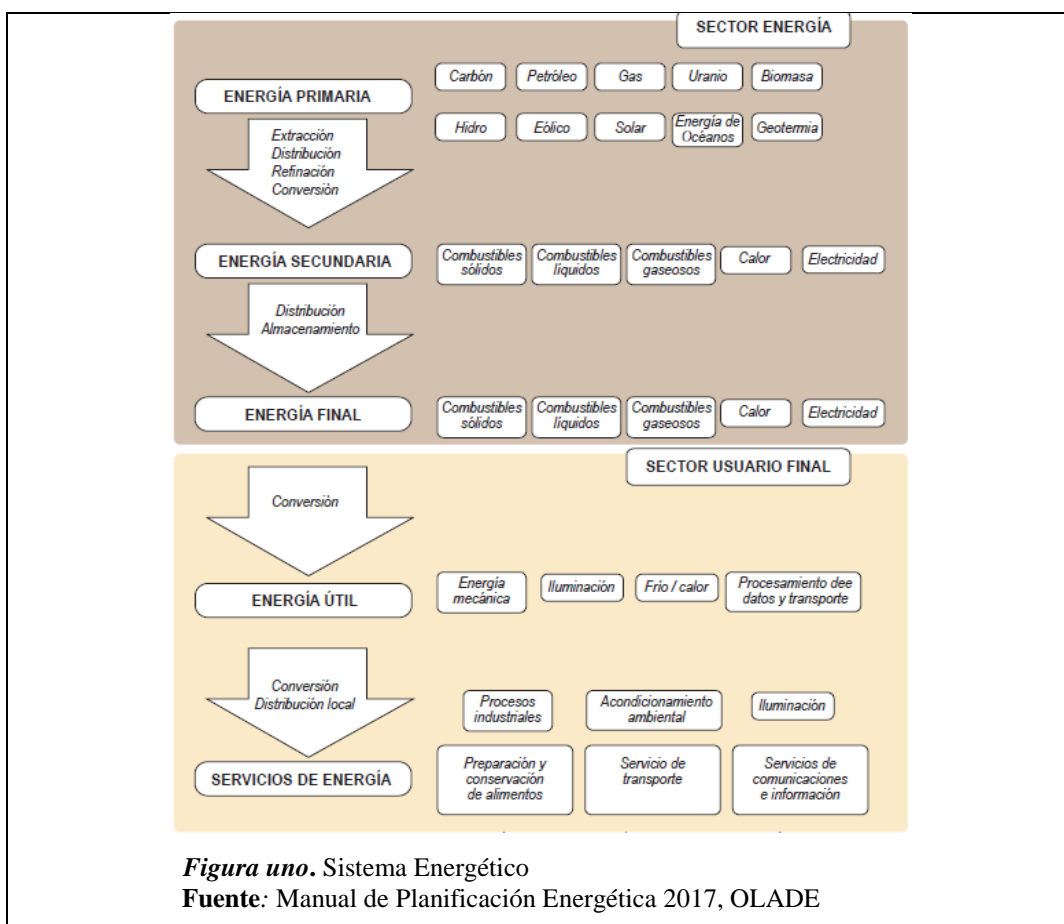 SECTOR ENERGÍA
Carbón Petróleo Gas Uranio Biomasa
ENERGÍA PRIMARIA
Hidro Eólico Solar Energía de Océanos Geotermia
Extracción
Distribución
Refinación
Conversión
ENERGÍA SECUNDARIA
Combustibles sólidos Combustibles líquidos Combustibles gaseosos Calor Electricidad
Distribución
Almacenamiento
ENERGÍA FINAL
Combustibles sólidos Combustibles líquidos Combustibles gaseosos Calor Electricidad
SECTOR USUARIO FINAL
Conversión
ENERGÍA ÚTIL
Energía mecánica Iluminación Frío / calor Procesamiento dee datos y transporte
Conversión
Distribución local
Procesos industriales Acondicionamiento ambiental Iluminación
SERVICIOS DE ENERGÍA
Preparación y conservación de alimentos Servicio de transporte Servicios de comunicaciones e información
Figura uno. Sistema Energético
Fuente: Manual de Planificación Energética 2017, OLADE